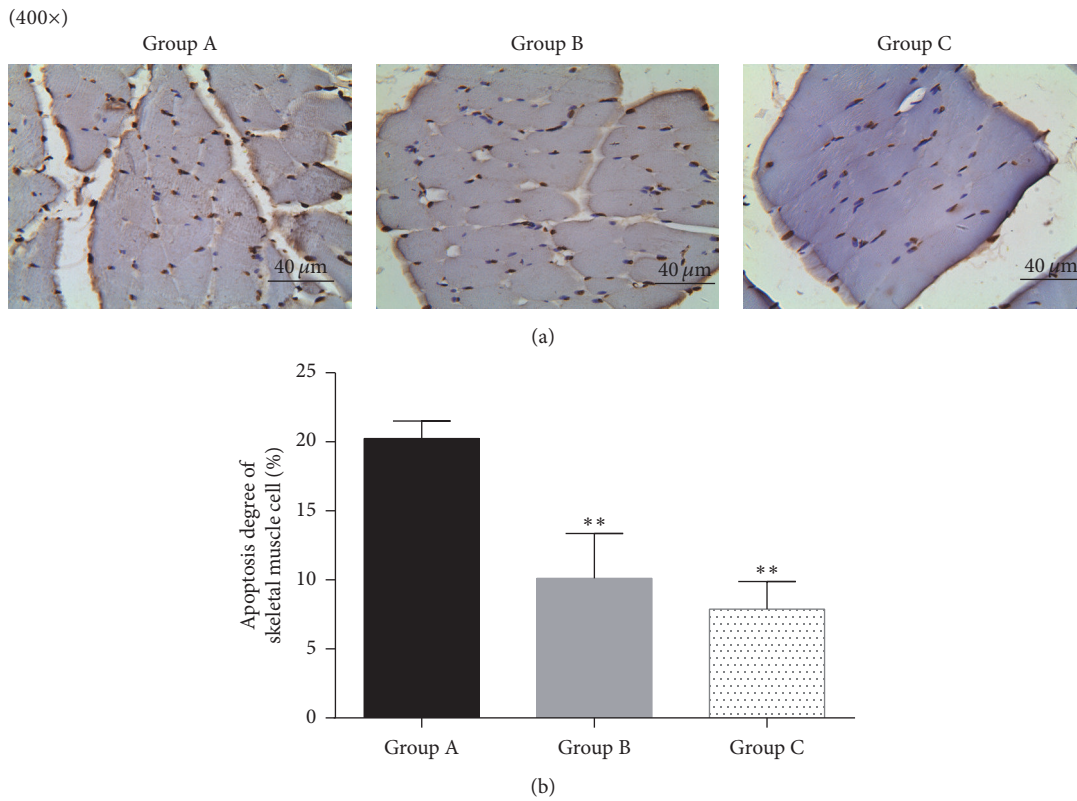 (400×)
Group A
Group B
Group C
40 μm
40 μm
40 μm
(a)
Apoptosis degree of
skeletal muscle cell (%)
25
20
15
10
5
0
**
**
Group A
Group B
Group C
(b)